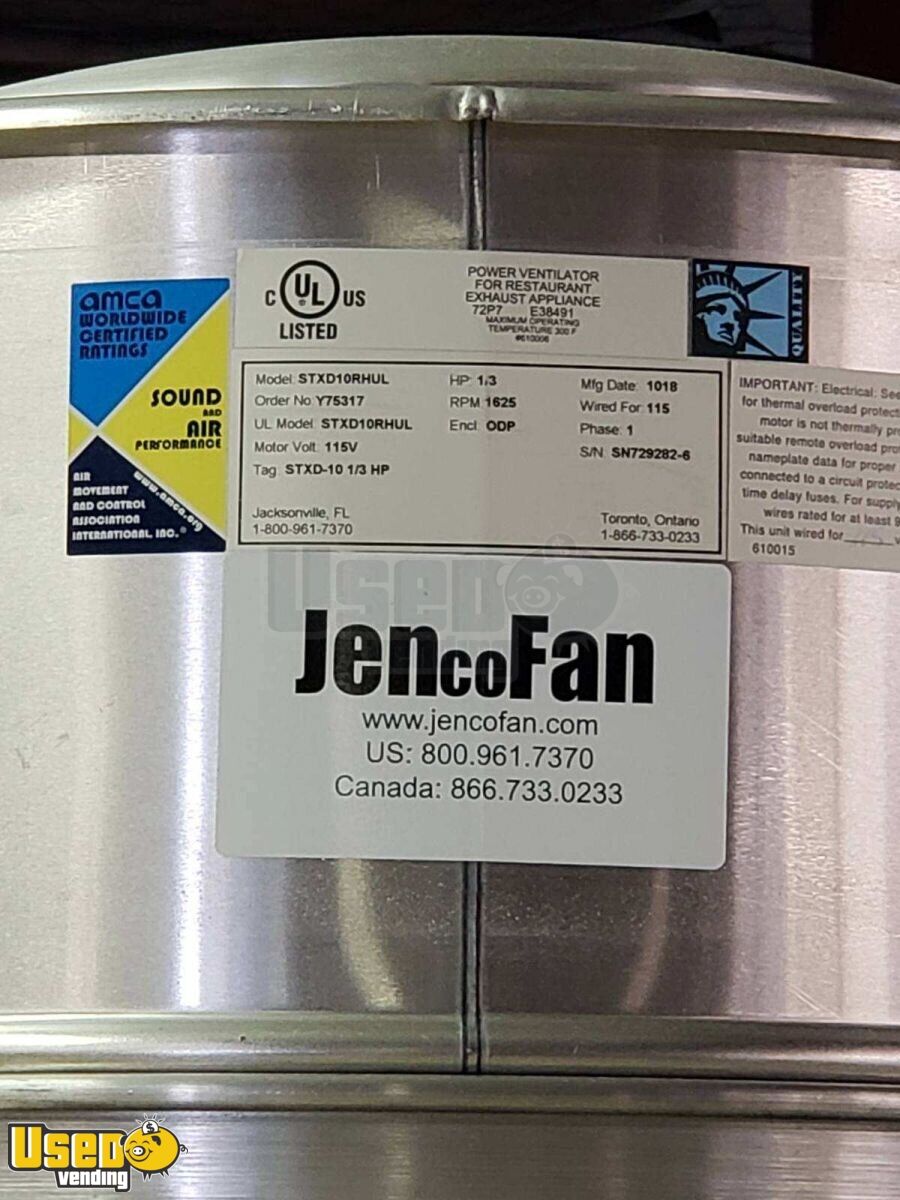 amca
WORLDWIDE
CERTIFIED
RATINGS
SOUND
AND
AIR
PERFORMANCE
AIR
MOVEMENT
AND CONTROL
ASSOCIATION
INTERNATIONAL, INC.®
www.amca.org
C UL US
LISTED
POWER VENTILATOR
FOR RESTAURANT
EXHAUST APPLIANCE
72P7 E38491
MAXIMUM OPERATING
TEMPERATURE 300 F
#610006
QUALITY
Model: STXD10RHUL HP: 1/3 Mfg Date: 1018
Order No: Y75317 RPM: 1625 Wired For: 115
UL Model: STXD10RHUL Encl: ODP Phase: 1
Motor Volt: 115V S/N: SN729282-6
Tag: STXD-10 1/3 HP
Jacksonville, FL Toronto, Ontario
1-800-961-7370 1-866-733-0233
IMPORTANT: Electrical: See
for thermal overload
motor is not thermally
suitable remote overload
nameplate data for proper
connected to a circuit
time delay fuses. For supply
wires rated for at least
This unit wired for
610015
JencoFan
www.jencofan.com
US: 800.961.7370
Canada: 866.733.0233
Used
Vending
Used
Vending